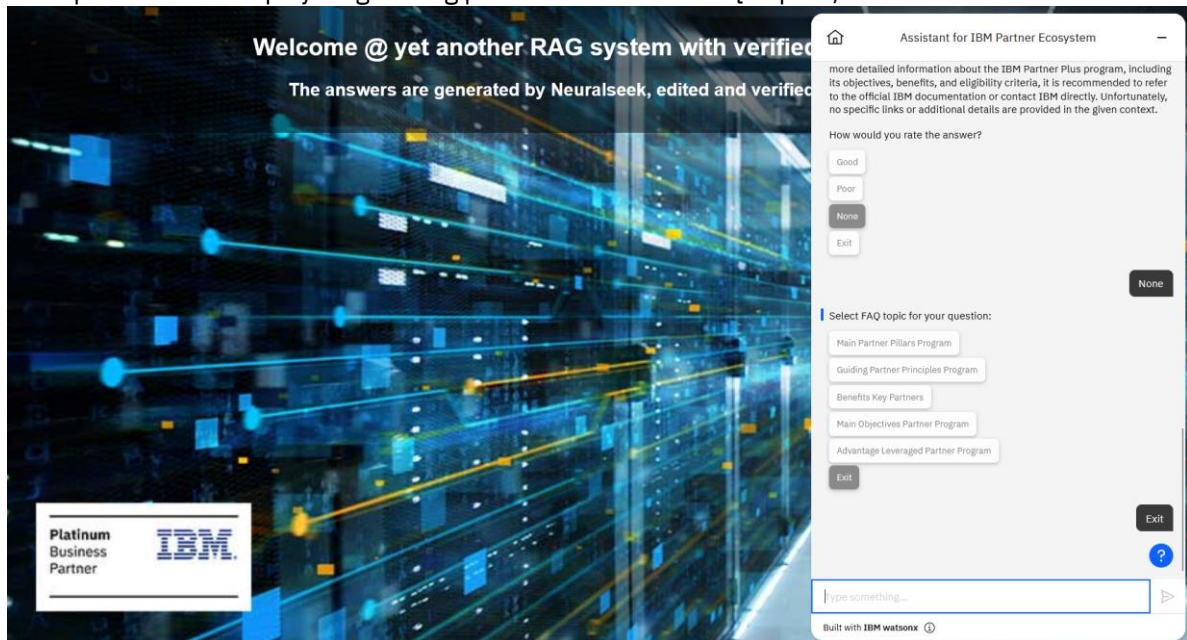 Welcome @ yet another RAG system with verified
The answers are generated by Neuralseek, edited and verified
Platinum
Business
Partner
IBM.
Assistant for IBM Partner Ecosystem
more detailed information about the IBM Partner Plus program, including
its objectives, benefits, and eligibility criteria, it is recommended to refer
to the official IBM documentation or contact IBM directly. Unfortunately,
no specific links or additional details are provided in the given context.
How would you rate the answer?
Good
Poor
None
Exit
None
Select FAQ topic for your question:
Main Partner Pillars Program
Guiding Partner Principles Program
Benefits Key Partners
Main Objectives Partner Program
Advantage Leveraged Partner Program
Exit
Exit
?
Type something...
Built with IBM watsonx